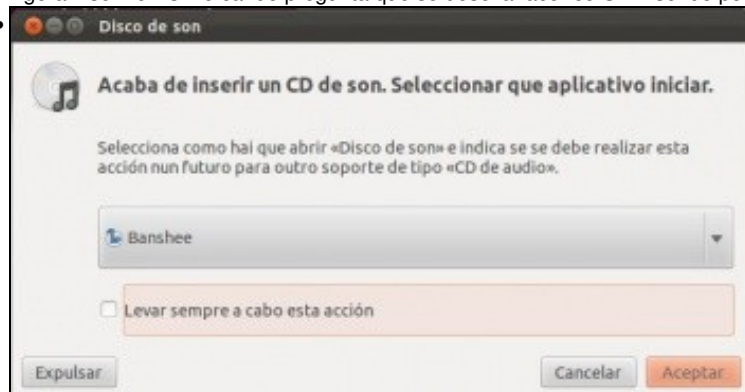 Disco de son
Acaba de inserir un CD de son. Seleccionar que aplicativo iniciar.
Selecciona como hai que abrir «Disco de son» e indica se se debe realizar esta
acción nun futuro para outro soporte de tipo «CD de audio».
Banshee
Levar sempre a cabo esta acción
Expulsar Cancelar Aceptar